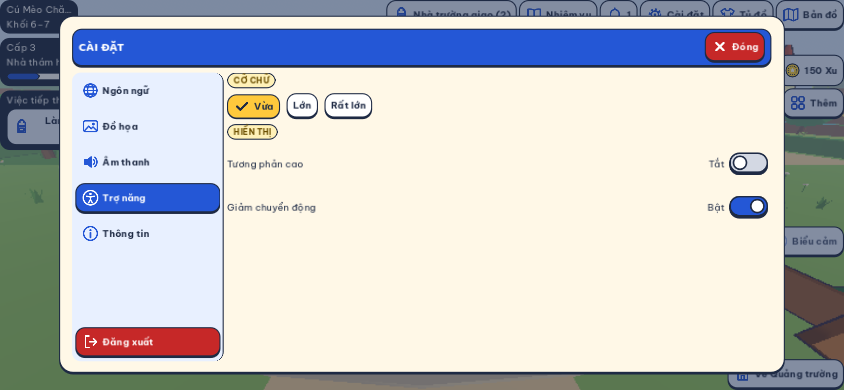 Cú Mèo Chă...
Khối 6-7
Nhà trường giao (2)
Nhiệm vụ
1
Cài đặt
Tủ đồ
Bản đồ
Cấp 3
Nhà thám h
150 Xu
Việc tiếp th
Thêm
Làn
CÀI ĐẶT
Đóng
Ngôn ngữ
Đồ họa
Âm thanh
Trợ năng
Thông tin
Đăng xuất
CỠ CHỮ
Vừa
Lớn
Rất lớn
HIỂN THỊ
Tương phản cao
Tắt
Giảm chuyển động
Bật
Biểu cảm
Về Quảng trường